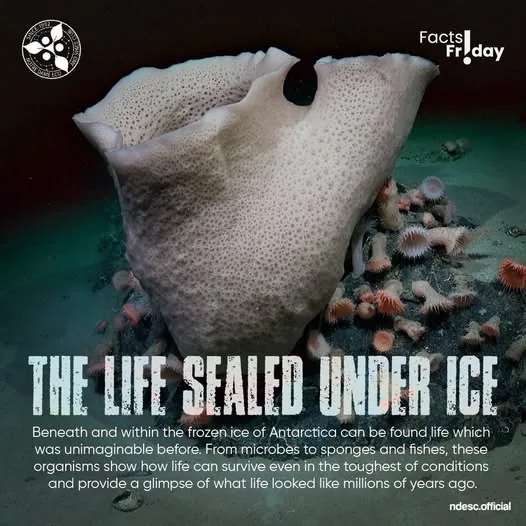 Facts
Fr!day
THE LIFE SEALED UNDER ICE
Beneath and within the frozen ice of Antarctica can be found life which
was unimaginable before. From microbes to sponges and fishes, these
organisms show how life can survive even in the toughest of conditions
and provide a glimpse of what life looked like millions of years ago.
ndesc.official